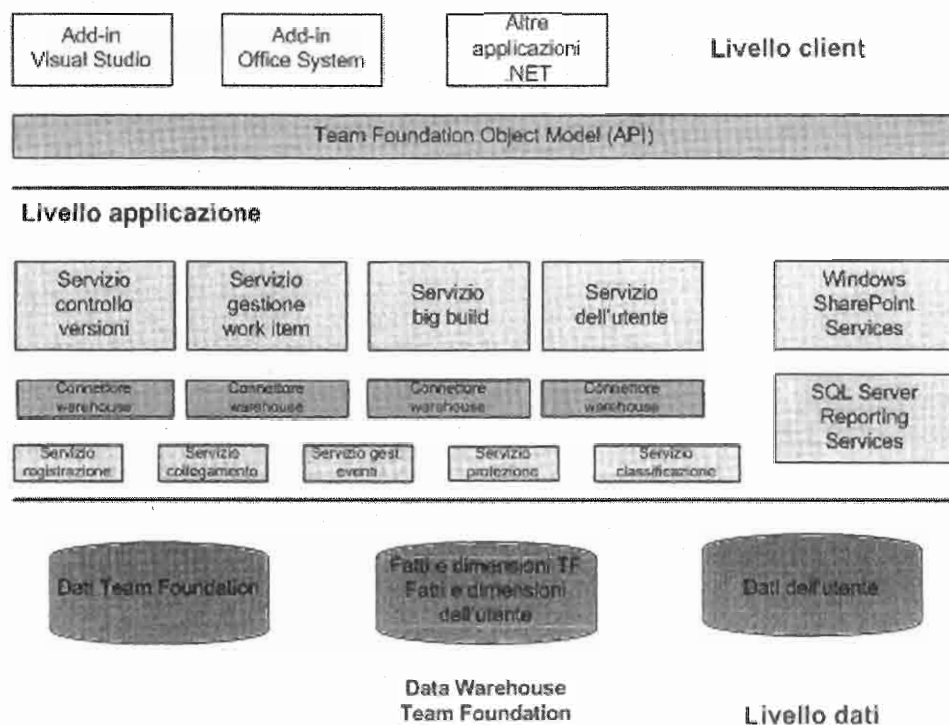 Add-in
Visual Studio
Add-in
Office System
Altre
applicazioni
.NET
Livello client
Team Foundation Object Model (API)
Livello applicazione
Servizio
controllo
versioni
Servizio
gestione
work item
Servizio
big build
Servizio
dell'utente
Windows
SharePoint
Services
Connettore
warehouse
Connettore
warehouse
Connettore
warehouse
Connettore
warehouse
SQL Server
Reporting
Services
Servizio
registrazione
Servizio
collegamento
Servizio gest.
eventi
Servizio
protezione
Servizio
classificazione
Dati Team Foundation
Fatti e dimensioni TF
Fatti e dimensioni
dell'utente
Dati dell'utente
Data Warehouse
Team Foundation
Livello dati